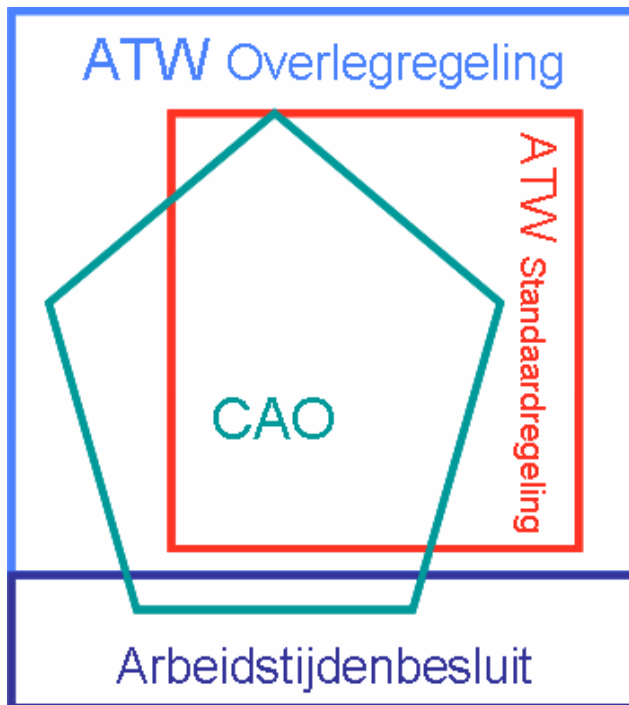 ATW Overlegregeling
ATW Standaardregeling
CAO
Arbeidstijdenbesluit